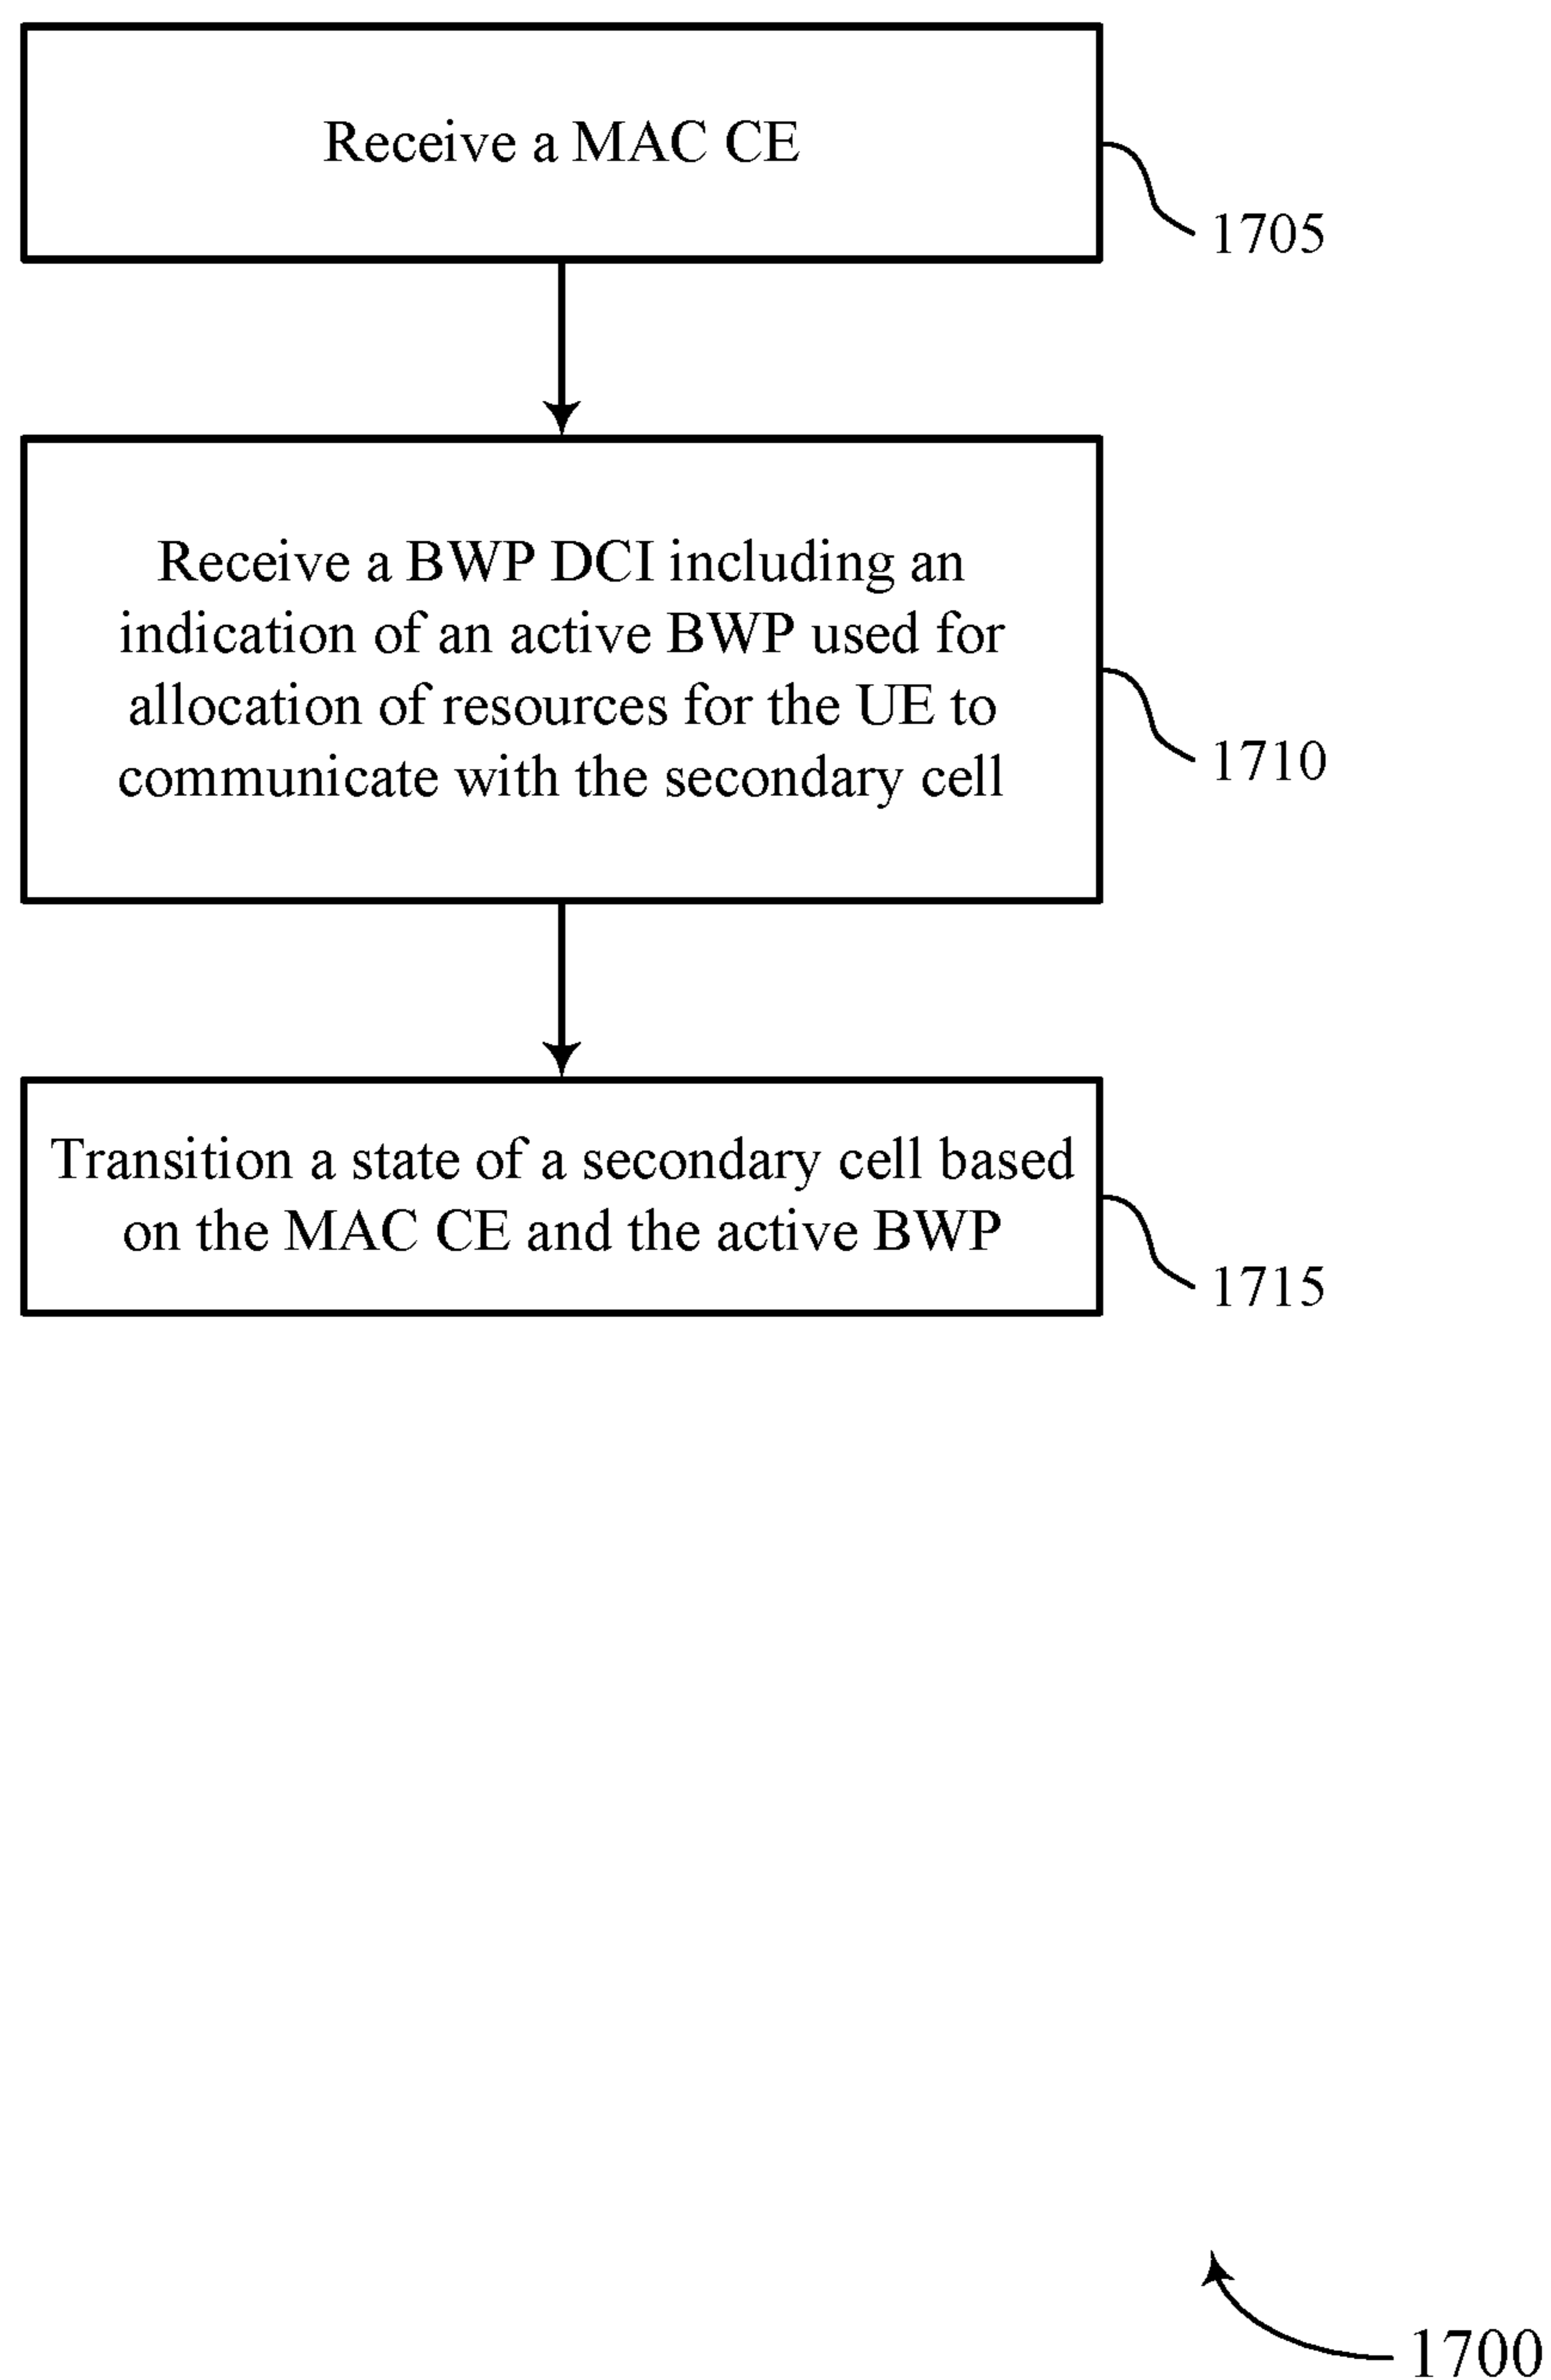 Receive a MAC CE
1705
Receive a BWP DCI including an
indication of an active BWP used for
allocation of resources for the UE to
communicate with the secondary cell
1710
Transition a state of a secondary cell based
on the MAC CE and the active BWP
1715
1700